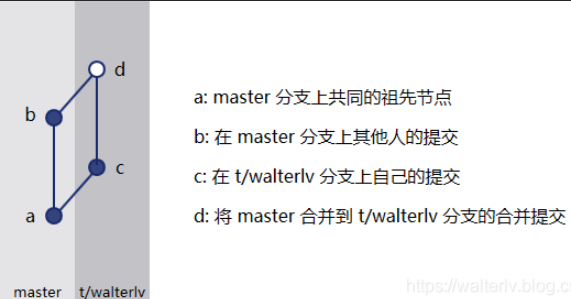 d
b
c
a
a: master 分支上共同的祖先节点
b: 在 master 分支上其他人的提交
c: 在 t/walterlv 分支上自己的提交
d: 将 master 合并到 t/walterlv 分支的合并提交
master t/walterlv
https://walterlv.blog.c